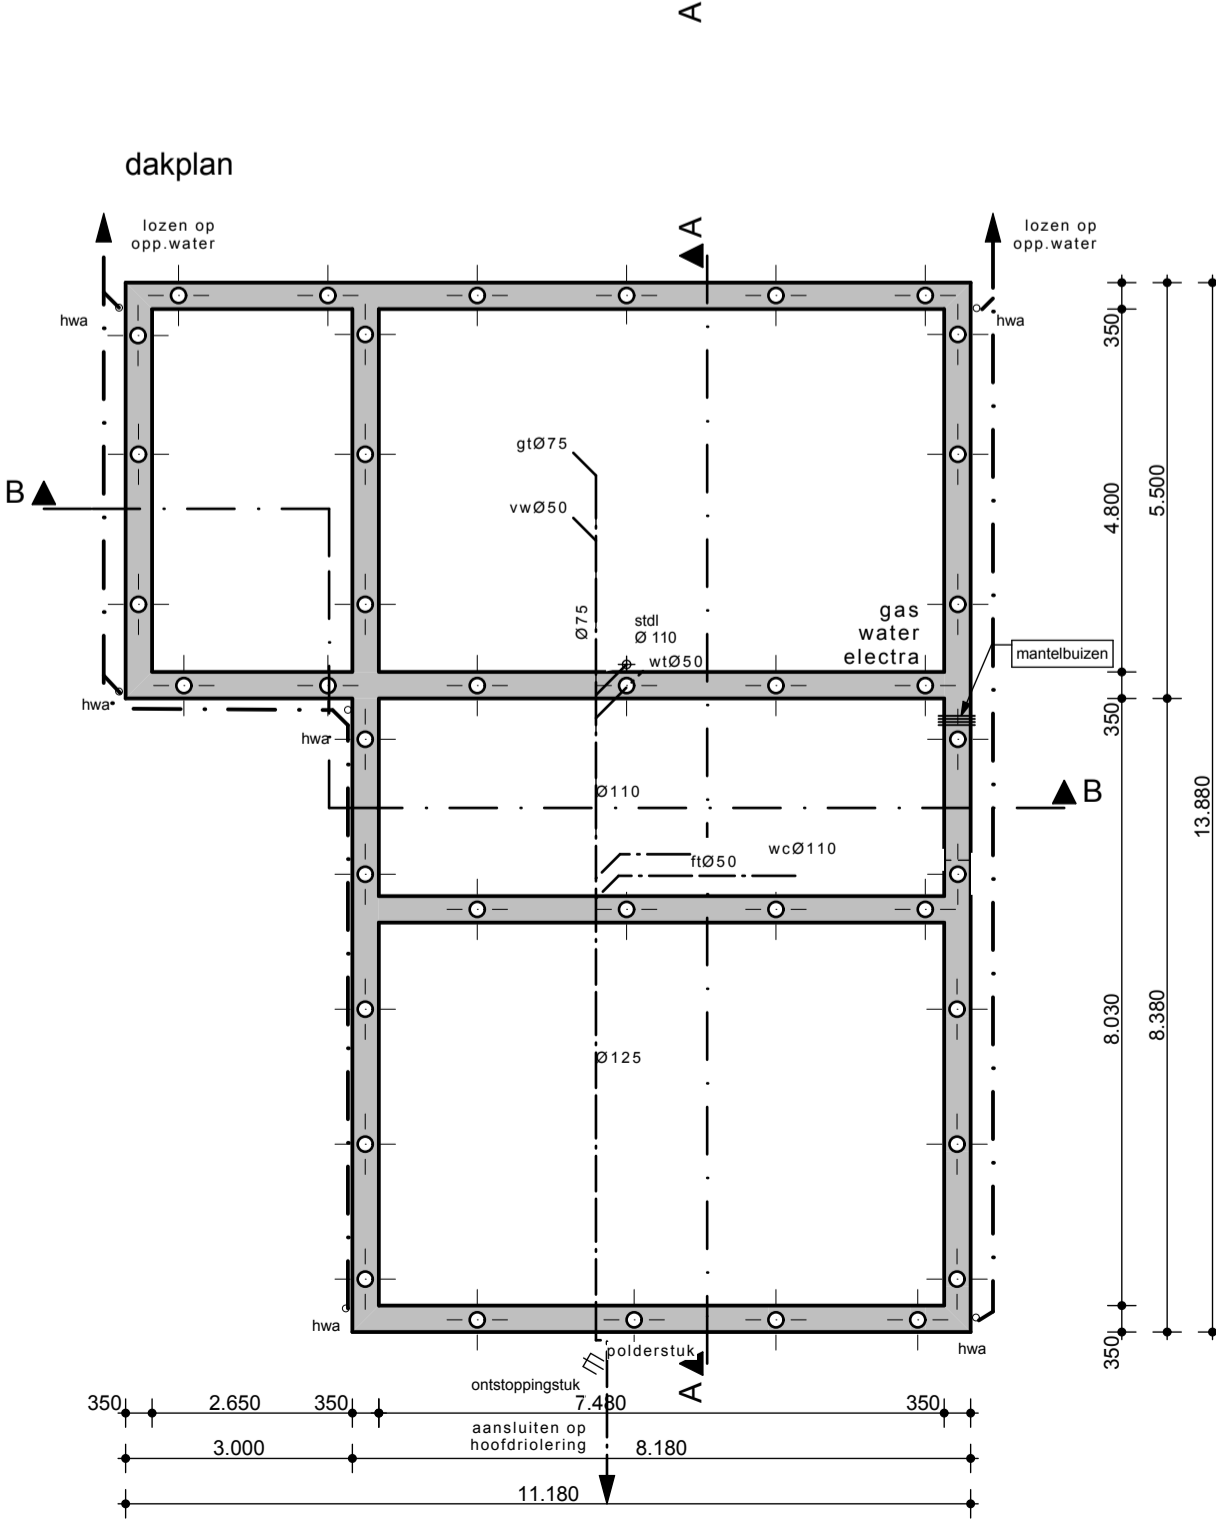 A
dakplan
lozen op
opp.water
A
lozen op
opp.water
hwa
hwa
350
gtØ75
B
vwØ50
4.800
5.500
Ø75
stdl
Ø 110
wtØ50
gas
water
electra
mantelbuizen
hwa
hwa
350
Ø110
B
13.880
ftØ50
wcØ110
Ø125
8.030
8.380
hwa
polderstuk
hwa
350
A
ontstoppingstuk
350
2.650
350
7.480
350
aansluiten op
hoofdriolering
3.000
8.180
11.180